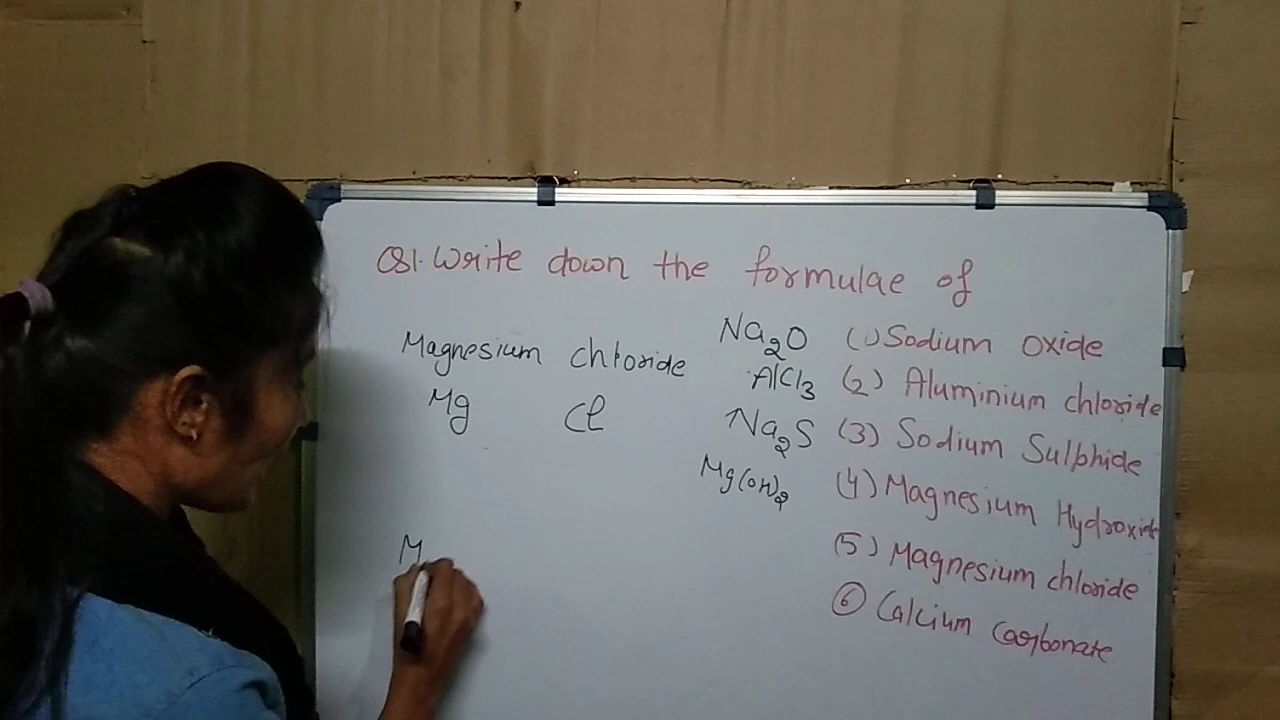 Q1. Write down the formulae of
Magnesium chloride
Mg Cl
M
Na2O (1) Sodium oxide
AlCl3 (2) Aluminium chloride
Na2S (3) Sodium Sulphide
Mg(OH)2 (4) Magnesium Hydroxide
(5) Magnesium chloride
⑥ Calcium Carbonate